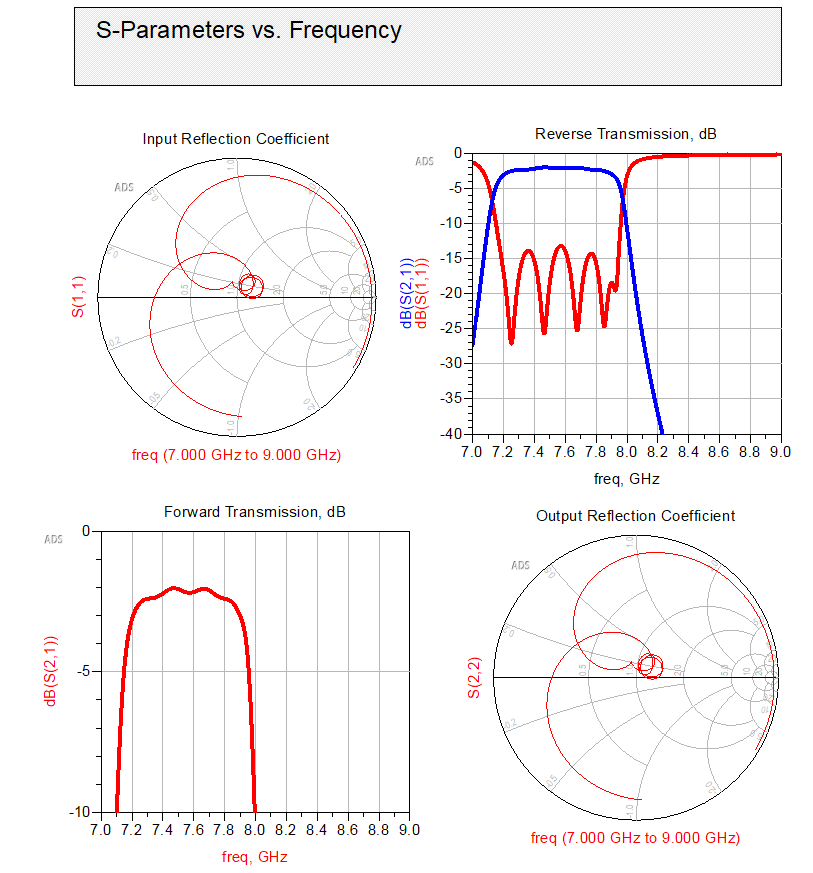 S-Parameters vs. Frequency
Input Reflection Coefficient
ADS
S(1,1)
freq (7.000 GHz to 9.000 GHz)
Reverse Transmission, dB
ADS
0
-5
-10
-15
-20
-25
-30
-35
-40
dB(S(2,1))
dB(S(1,1))
7.0 7.2 7.4 7.6 7.8 8.0 8.2 8.4 8.6 8.8 9.0
freq, GHz
Forward Transmission, dB
ADS
0
-5
-10
dB(S(2,1))
7.0 7.2 7.4 7.6 7.8 8.0 8.2 8.4 8.6 8.8 9.0
freq, GHz
Output Reflection Coefficient
ADS
S(2,2)
freq (7.000 GHz to 9.000 GHz)